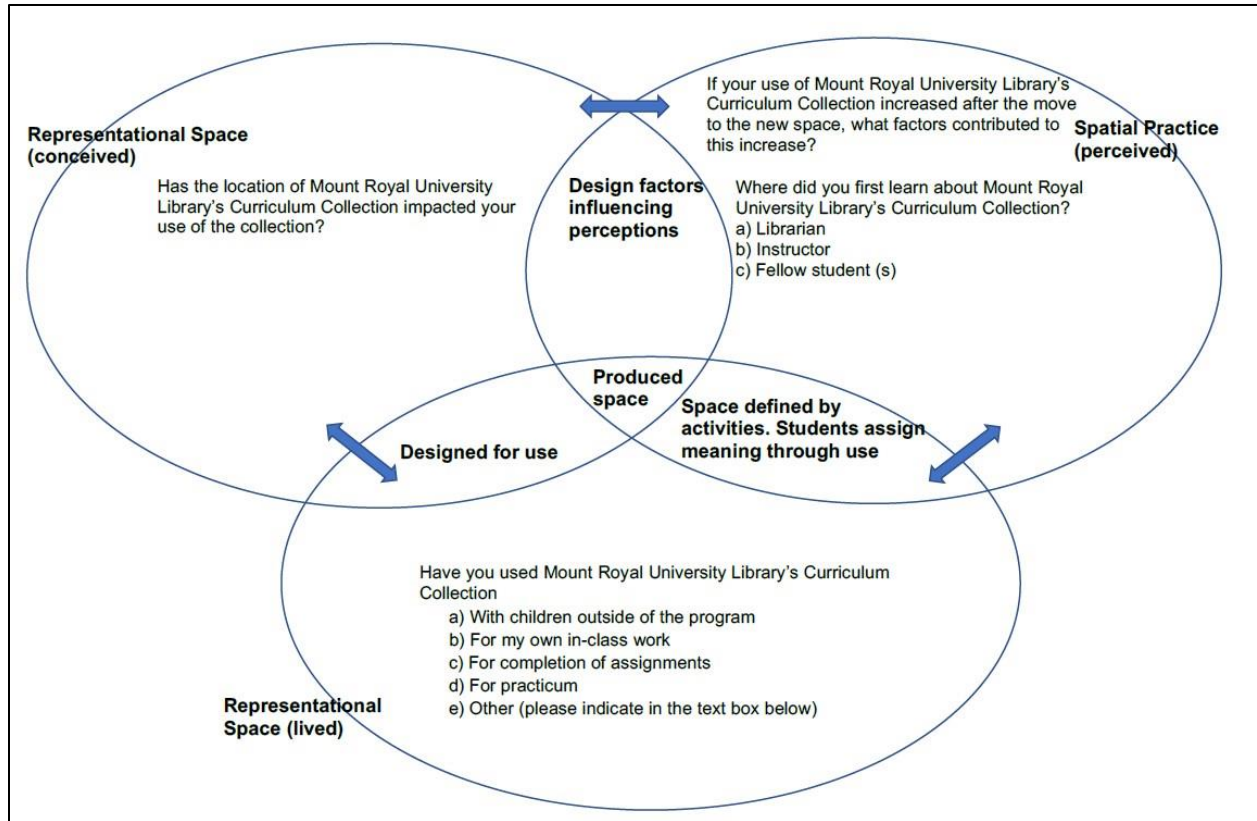 Representational Space
(conceived)
Has the location of Mount Royal University
Library's Curriculum Collection impacted your
use of the collection?
Design factors
influencing
perceptions
If your use of Mount Royal University Library's
Curriculum Collection increased after the move
to the new space, what factors contributed to
this increase?
Spatial Practice
(perceived)
Where did you first learn about Mount Royal
University Library's Curriculum Collection?
a) Librarian
b) Instructor
c) Fellow student (s)
Produced
space
Designed for use
Space defined by
activities. Students assign
meaning through use
Have you used Mount Royal University Library's Curriculum
Collection
a) With children outside of the program
b) For my own in-class work
c) For completion of assignments
d) For practicum
e) Other (please indicate in the text box below)
Representational
Space (lived)